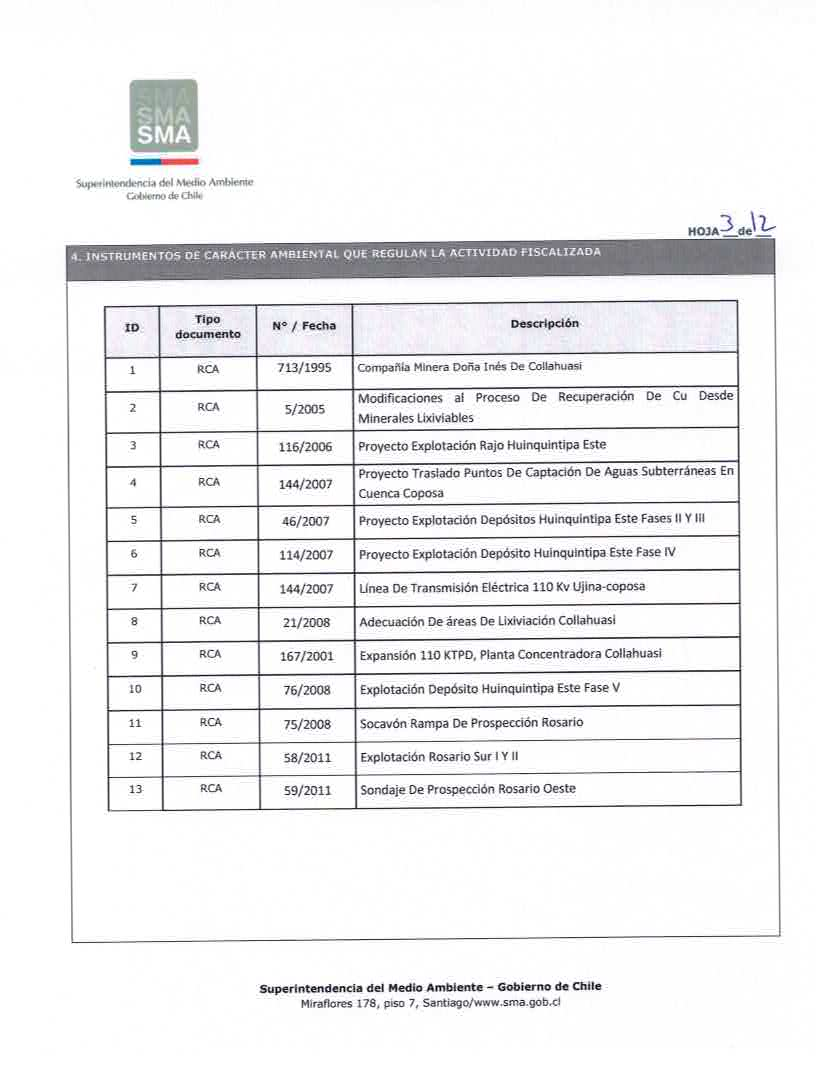 SMA
SMA
SMA
Superintendencia del Medio Ambiente
Gobierno de Chile
HOJA 3 de 12
4. INSTRUMENTOS DE CARÁCTER AMBIENTAL QUE REGULAN LA ACTIVIDAD FISCALIZADA
ID Tipo documento N° / Fecha Descripción
1 RCA 713/1995 Compañía Minera Doña Inés De Collahuasi
2 RCA 5/2005 Modificaciones al Proceso De Recuperación De Cu Desde
Minerales Lixiviables
3 RCA 116/2006 Proyecto Explotación Rajo Huinquintipa Este
4 RCA 144/2007 Proyecto Traslado Puntos De Captación De Aguas Subterráneas En
Cuenca Coposa
5 RCA 46/2007 Proyecto Explotación Depósitos Huinquintipa Este Fases II Y III
6 RCA 114/2007 Proyecto Explotación Depósito Huinquintipa Este Fase IV
7 RCA 144/2007 Línea De Transmisión Eléctrica 110 Kv Ujina-coposa
8 RCA 21/2008 Adecuación De áreas De Lixiviación Collahuasi
9 RCA 167/2001 Expansión 110 KTPD, Planta Concentradora Collahuasi
10 RCA 76/2008 Explotación Depósito Huinquintipa Este Fase V
11 RCA 75/2008 Socavón Rampa De Prospección Rosario
12 RCA 58/2011 Explotación Rosario Sur I Y II
13 RCA 59/2011 Sondaje De Prospección Rosario Oeste
Superintendencia del Medio Ambiente – Gobierno de Chile
Miraflores 178, piso 7, Santiago/www.sma.gob.cl